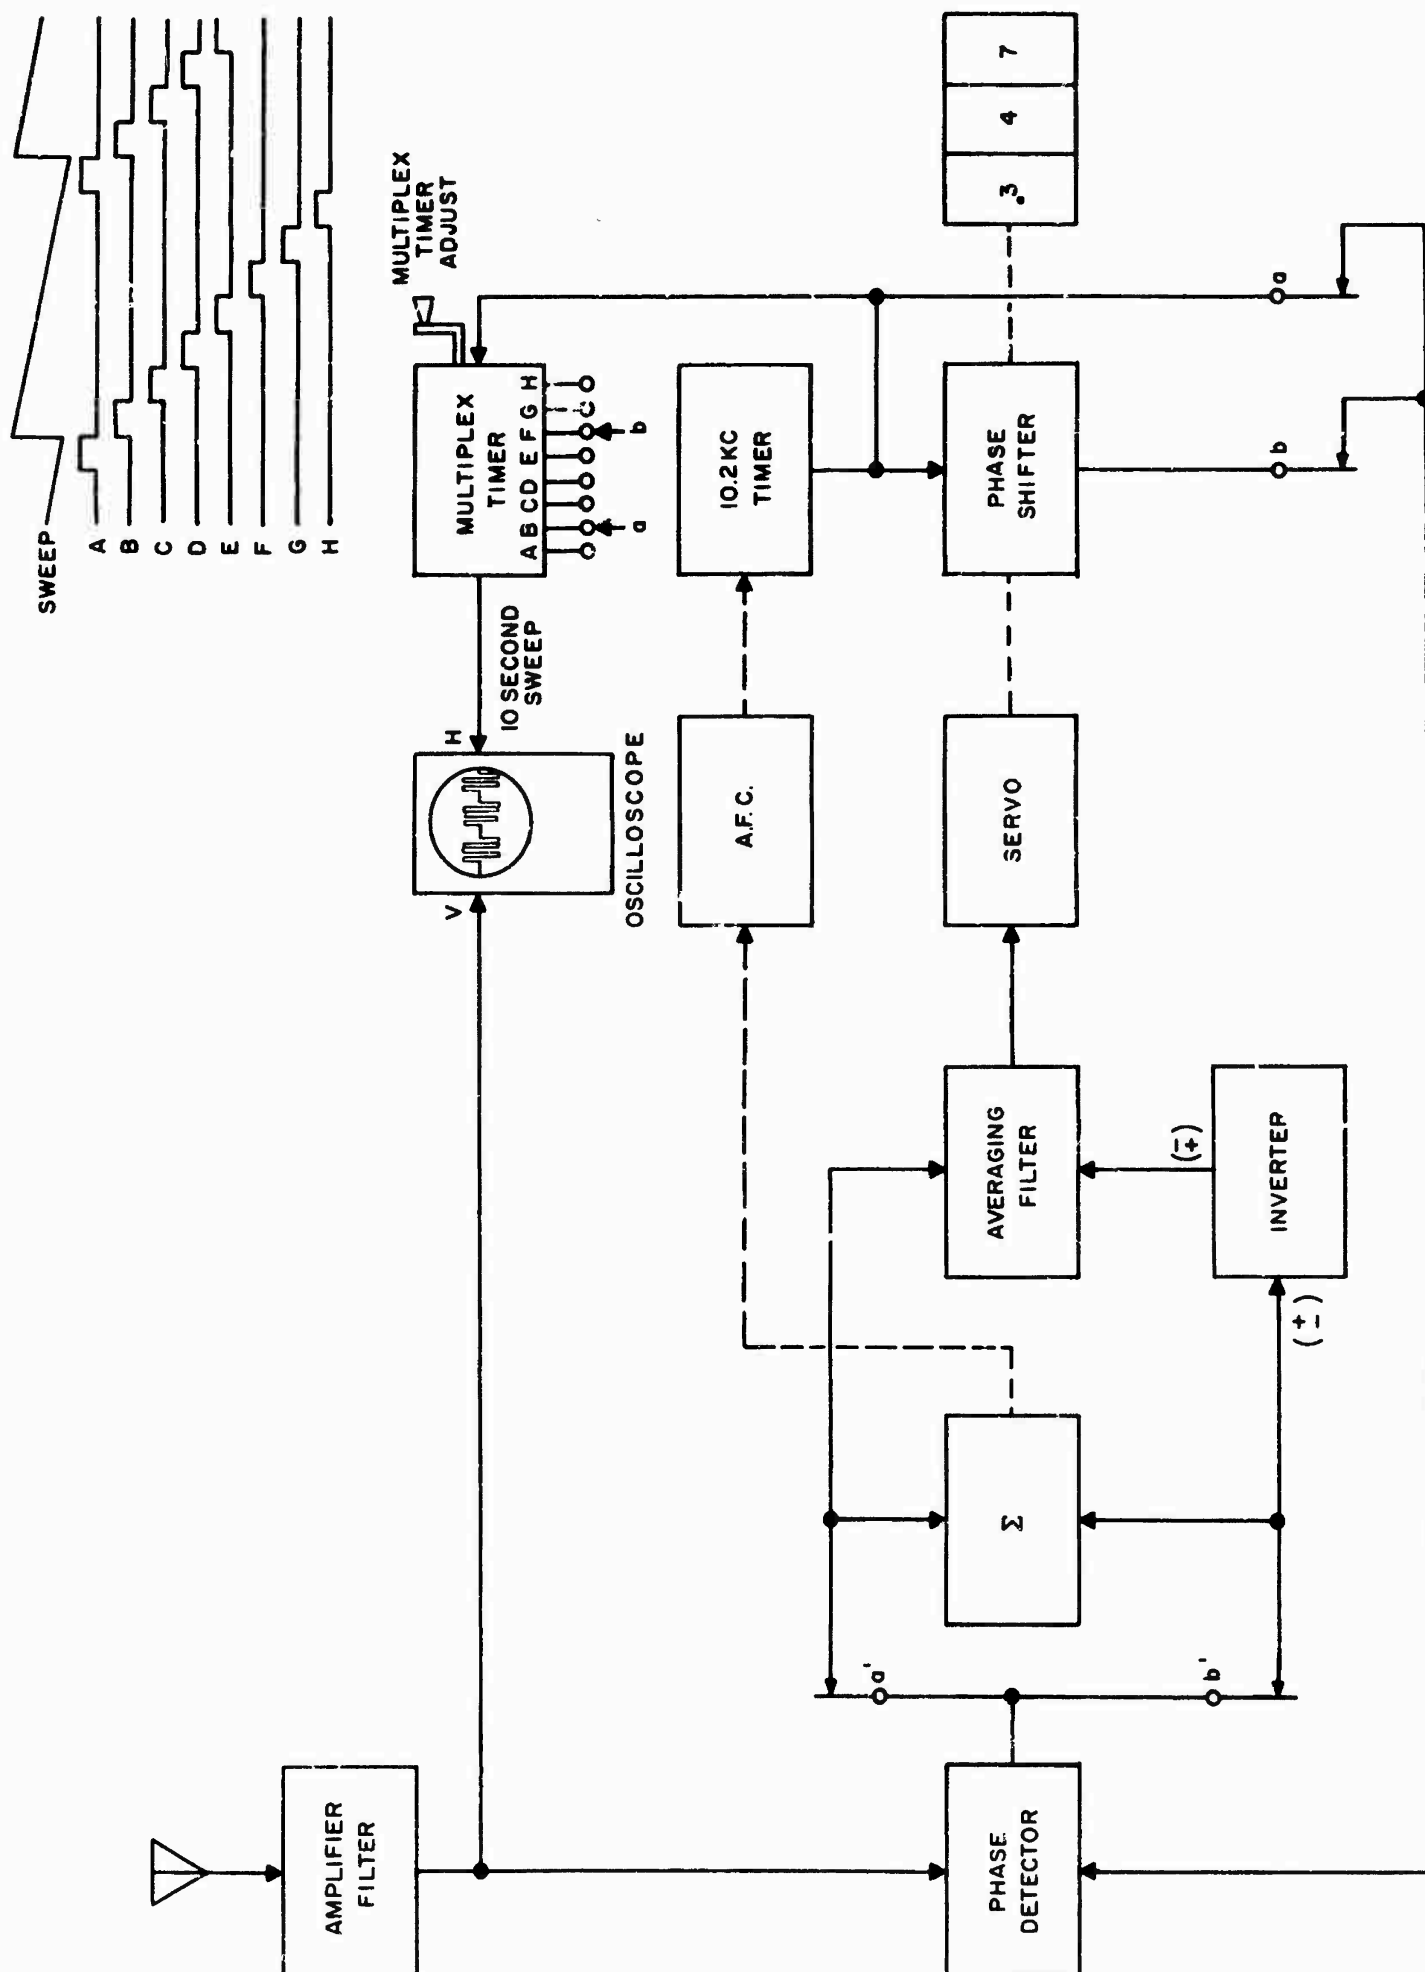 SWEEP
A
B
C
D
E
F
G
H
MULTIPLEX
TIMER
ADJUST
MULTIPLEX
TIMER
A B C D E F G H
a
b
10 SECOND
SWEEP
H
V
OSCILLOSCOPE
AMPLIFIER
FILTER
A.F.C.
10.2 KC
TIMER
PHASE
DETECTOR
a'
b'
Σ
AVERAGING
FILTER
(∓)
INVERTER
(±)
SERVO
PHASE
SHIFTER
.3 4 7
a
b